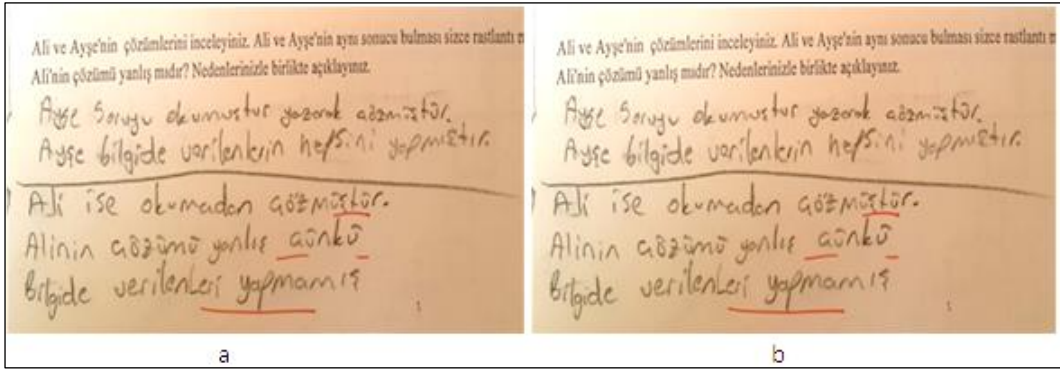 Ali ve Ayşe'nin çözümlerini inceleyiniz. Ali ve Ayşe'nin aynı sonucu bulması sizce rastlantı m
Ali'nin çözümü yanlış mıdır? Nedenlerinizle birlikte açıklayınız.
Ayşe Soruyu okumuştur yazarak çözmüştür.
Ayşe bilgide verilenlerin hepsini yapmıştır.
Ali ise okumadan çözmüştür.
Alinin çözümü yanlış çünkü
Bilgide verilenleri yapmamış
a
Ali ve Ayşe'nin çözümlerini inceleyiniz. Ali ve Ayşe'nin aynı sonucu bulması sizce rastlantı m
Ali'nin çözümü yanlış mıdır? Nedenlerinizle birlikte açıklayınız.
Ayşe Soruyu okumuştur yazarak çözmüştür.
Ayşe bilgide verilenlerin hepsini yapmıştır.
Ali ise okumadan çözmüştür.
Alinin çözümü yanlış çünkü
Bilgide verilenleri yapmamış
b